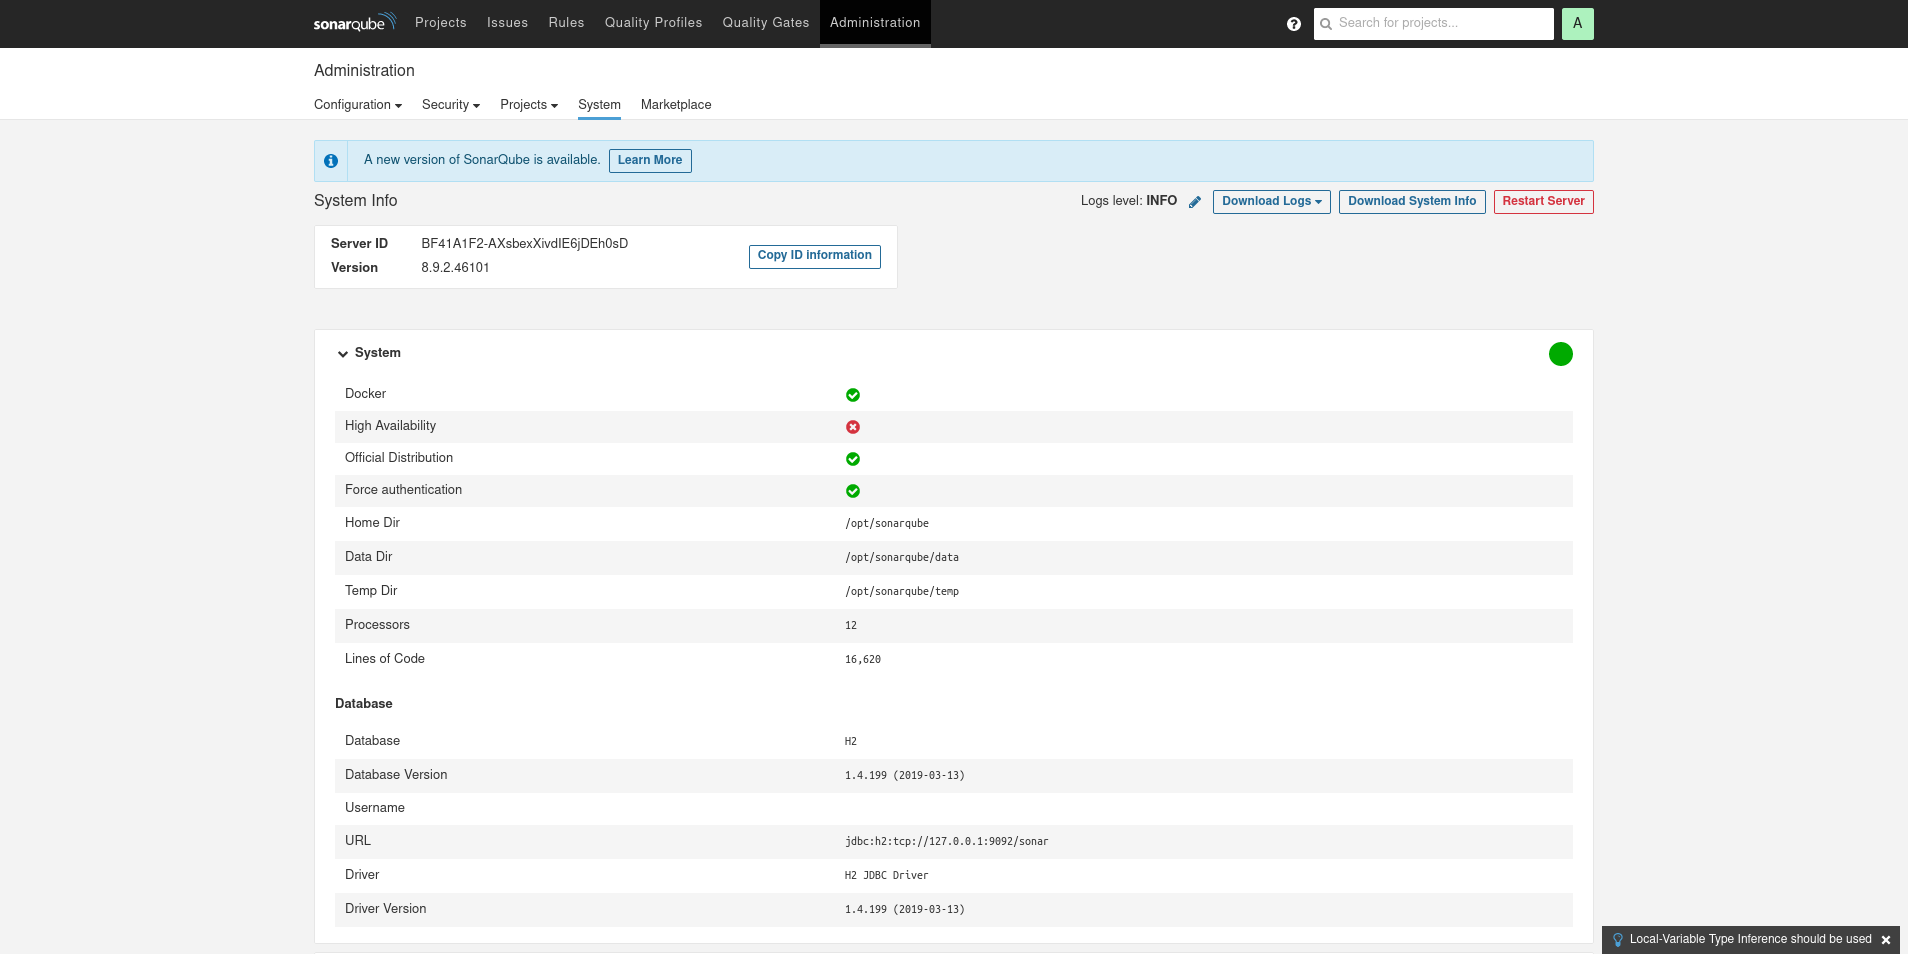 sonarqube Projects Issues Rules Quality Profiles Quality Gates Administration ? Search for projects... A
Administration
Configuration Security Projects System Marketplace
A new version of SonarQube is available. Learn More
System Info Logs level: INFO Download Logs Download System Info Restart Server
Server ID BF41A1F2-AXsbexXivdIE6jDEh0sD
Copy ID information
Version 8.9.2.46101
System
Docker
High Availability
Official Distribution
Force authentication
Home Dir /opt/sonarqube
Data Dir /opt/sonarqube/data
Temp Dir /opt/sonarqube/temp
Processors 12
Lines of Code 16,620
Database
Database H2
Database Version 1.4.199 (2019-03-13)
Username
URL jdbc:h2:tcp://127.0.0.1:9092/sonar
Driver H2 JDBC Driver
Driver Version 1.4.199 (2019-03-13)
Local-Variable Type Inference should be used